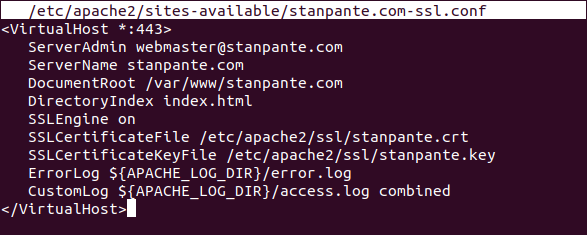 /etc/apache2/sites-available/stanpante.com-ssl.conf
<VirtualHost *:443>
ServerAdmin webmaster@stanpante.com
ServerName stanpante.com
DocumentRoot /var/www/stanpante.com
DirectoryIndex index.html
SSLEngine on
SSLCertificateFile /etc/apache2/ssl/stanpante.crt
SSLCertificateKeyFile /etc/apache2/ssl/stanpante.key
ErrorLog ${APACHE_LOG_DIR}/error.log
CustomLog ${APACHE_LOG_DIR}/access.log combined
</VirtualHost>